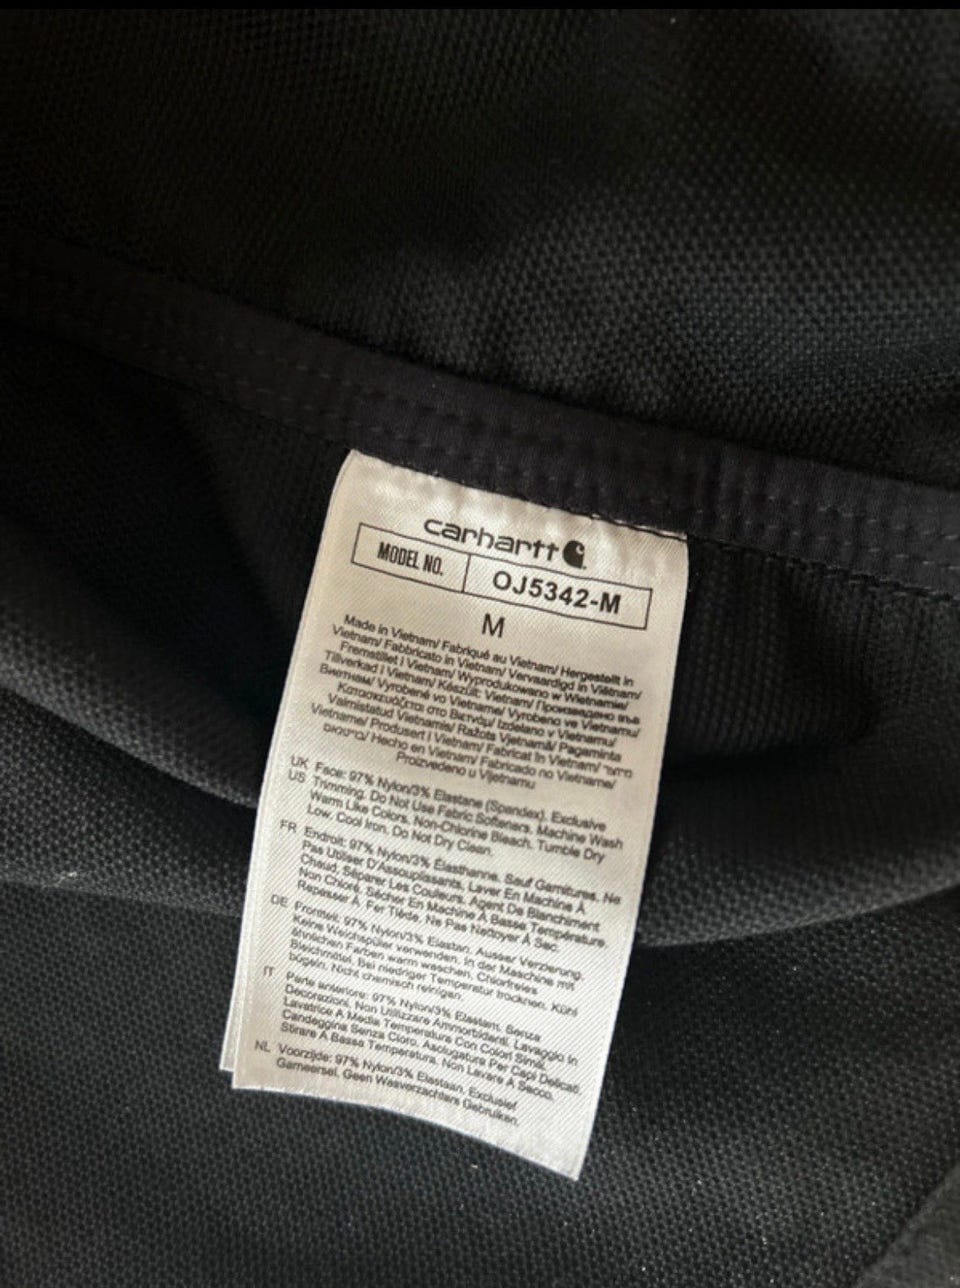 carhartt
MODEL NO. OJ5342-M
M
Made in Vietnam/ Fabriqué au Vietnam/ Hergestellt in
Vietnam/ Fabbricato in Vietnam/ Vervaardigd in Viëtnam/
Fremstillet i Vietnam/ Wyprodukowano w Wietnamie/
Tillverkad i Vietnam/ Készült: Vietnam/ Произведено
Виетнам/ Vyrobené vo Vietname/ Vyrobeno ve Vietnamu/
Κατασκευάζεται στο Βιετνάμ/ Izdelano v Vietnamu/
Valmistatud Vietnamis/ Ražots Vietnamā/ Pagaminta
Vietname/ Produsert i Vietnam/ Fabricat în Vietnam/
Hecho en Vietnam/ Fabricado no Vietname/
Proizvedeno u Vijetnamu
UK Face: 97% Nylon/3% Elastane (Spandex). Exclusive
US Trimming. Do Not Use Fabric Softeners. Machine Wash
Warm Like Colors. Non-Chlorine Bleach. Tumble Dry
Low. Cool Iron. Do Not Dry Clean.
FR Endroit: 97% Nylon/3% Élasthanne. Sauf Garnitures. Ne
Pas Utiliser D'Assouplissants. Laver En Machine À
Chaud. Séparer Les Couleurs. Agent De Blanchiment
Non Chloré. Sécher En Machine À Basse Température.
Repasser À Fer Tiède. Ne Pas Nettoyer À Sec.
DE Frontteil: 97% Nylon/3% Elastan. Ausser Verzierung.
Keine Weichspüler verwenden. In der Maschine mit
ähnlichen Farben warm waschen. Chlorfreies
Bleichmittel. Bei niedriger Temperatur trocknen. Kühl
bügeln. Nicht chemisch reinigen.
IT Parte anteriore: 97% Nylon/3% Elastam. Senza
Decorazioni. Non Utilizzare Ammorbidenti. Lavaggio In
Lavatrice A Media Temperatura Con Colori Simili.
Candeggina Senza Cloro. Asciugatura Per Capi Delicati.
Stirare A Bassa Temperatura. Non Lavare A Secco.
NL Voorzijde: 97% Nylon/3% Elastaan. Exclusief
Garneersel. Geen Wasverzachters Gebruiken.